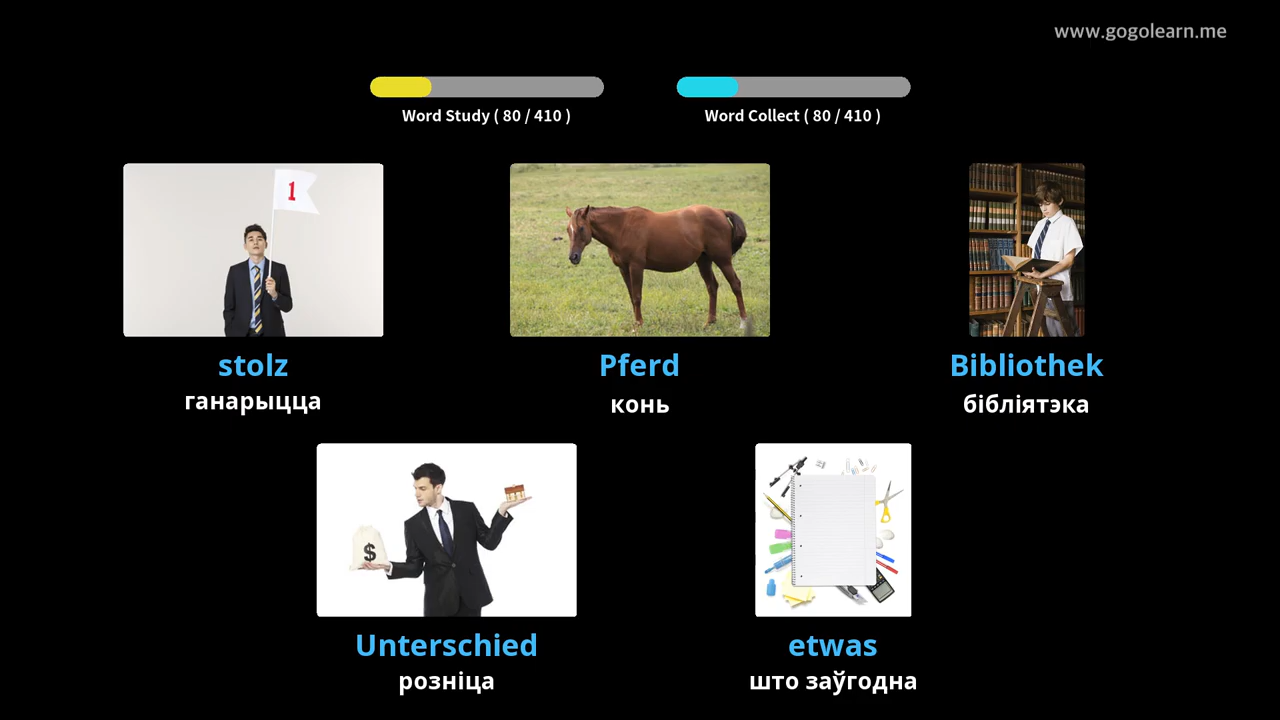 www.gogolearn.me
Word Study ( 80 / 410 )
Word Collect ( 80 / 410 )
1
stolz
ганарыцца
Pferd
конь
Bibliothek
бібліятэка
$
Unterschied
розніца
etwas
што заўгодна